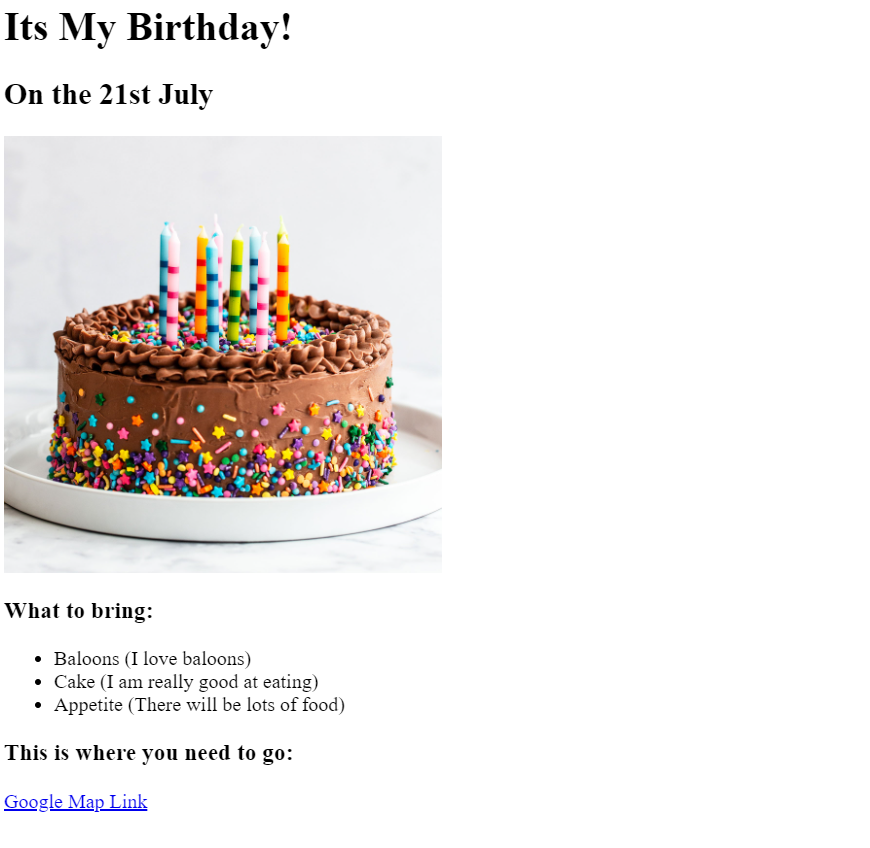 Its My Birthday!
On the 21st July
What to bring:
Baloons (I love baloons)
Cake (I am really good at eating)
Appetite (There will be lots of food)
This is where you need to go:
Google Map Link